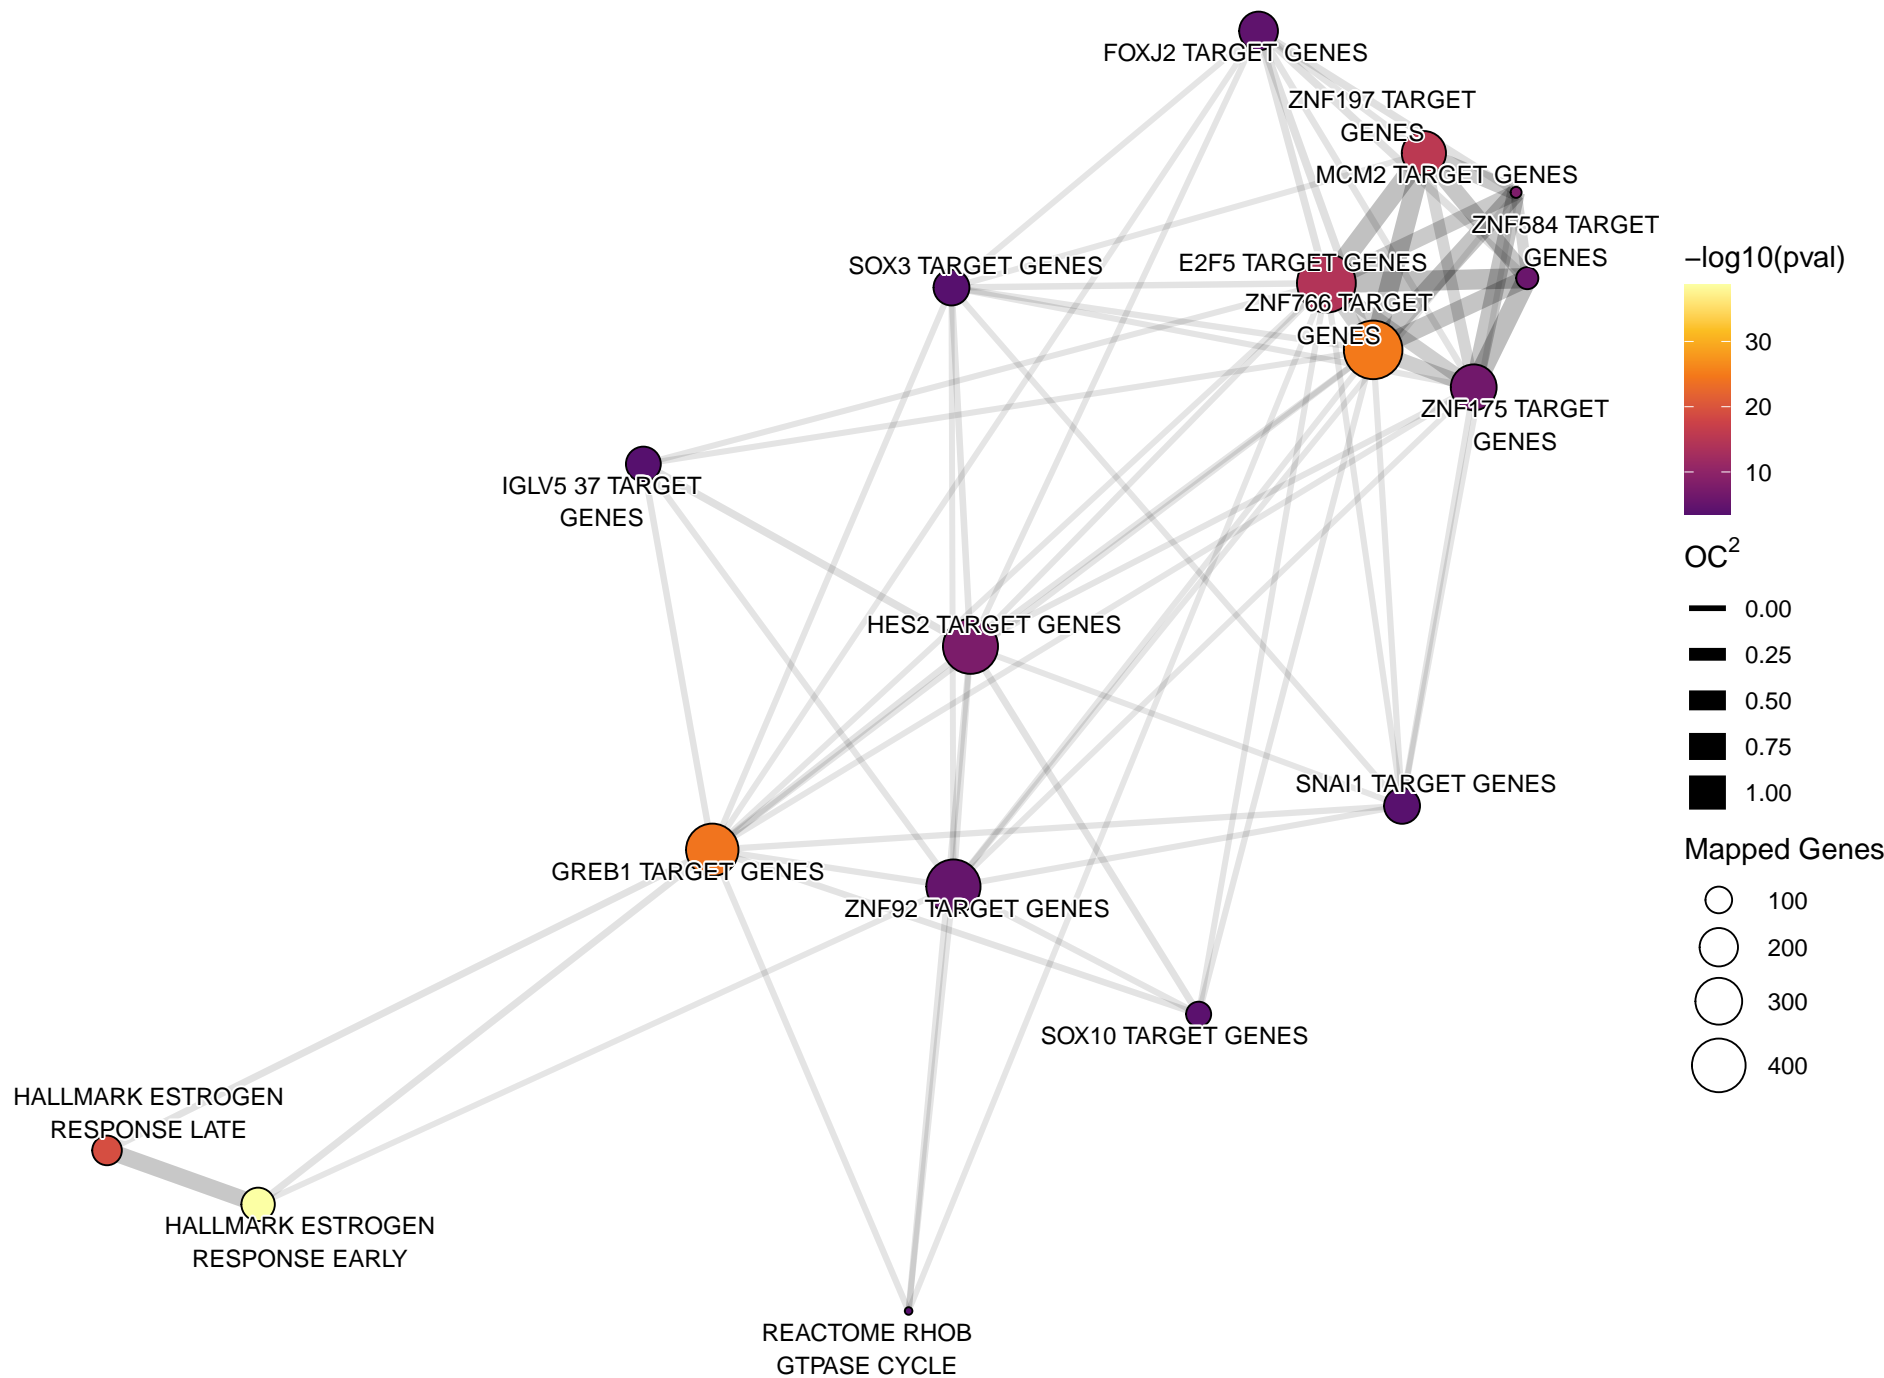 FOXJ2 TARGET GENES
ZNF197 TARGET
GENES
MCM2 TARGET GENES
ZNF584 TARGET
GENES
E2F5 TARGET GENES
SOX3 TARGET GENES
ZNF766 TARGET
GENES
ZNF175 TARGET
GENES
IGLV5 37 TARGET
GENES
HES2 TARGET GENES
SNAI1 TARGET GENES
GREB1 TARGET GENES
ZNF92 TARGET GENES
SOX10 TARGET GENES
HALLMARK ESTROGEN
RESPONSE LATE
HALLMARK ESTROGEN
RESPONSE EARLY
REACTOME RHOB
GTPASE CYCLE
−log10(pval)
30
20
10
OC²
0.00
0.25
0.50
0.75
1.00
Mapped Genes
100
200
300
400